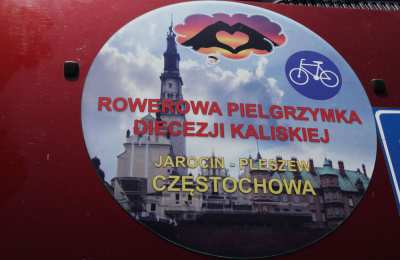 ROWEROWA PIELGRZYMKA
DIECEZJI KALISKIEJ
JAROCIN - PLESZEW
CZĘSTOCHOWA